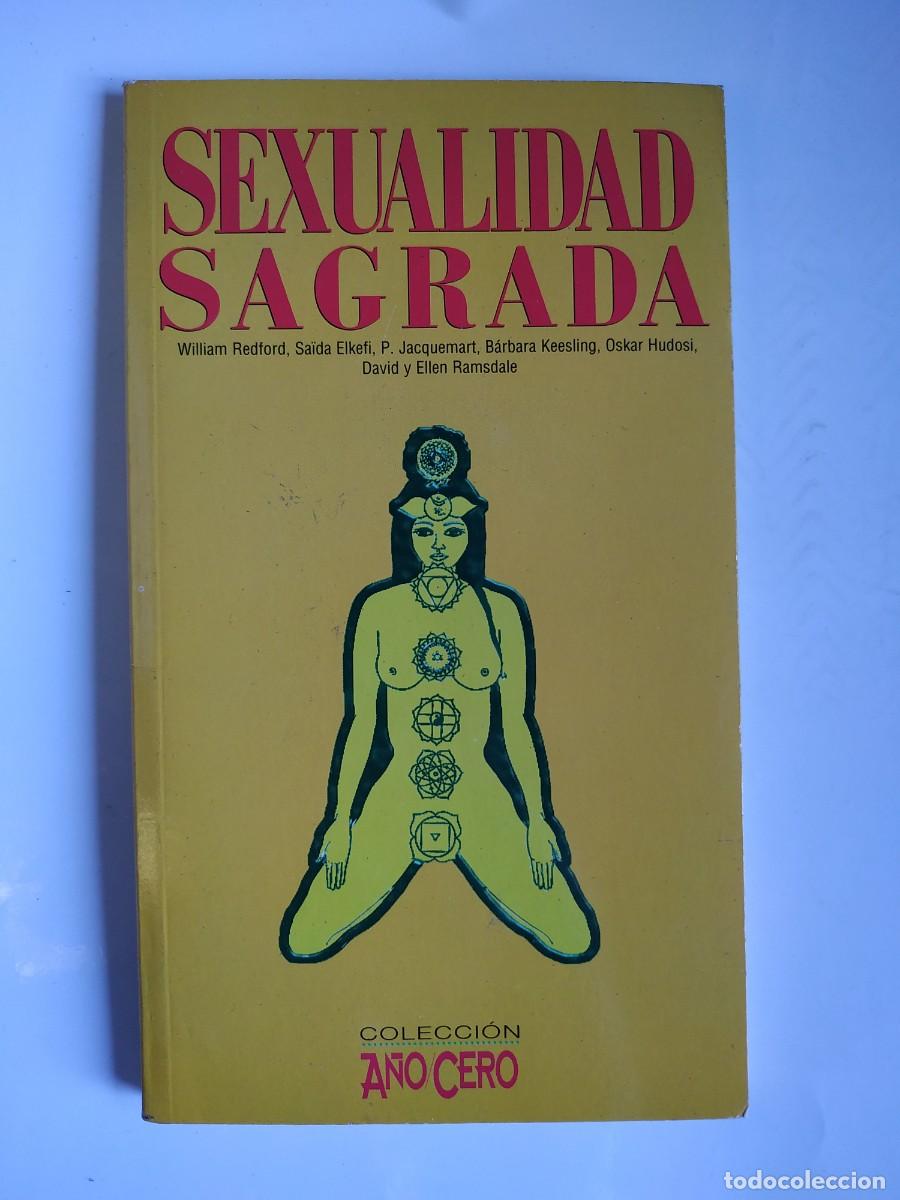 SEXUALIDAD
SAGRADA
William Redford, Saïda Elkefi, P. Jacquemart, Bárbara Keesling, Oskar Hudosi,
David y Ellen Ramsdale
COLECCIÓN
AÑO/CERO
todocoleccion